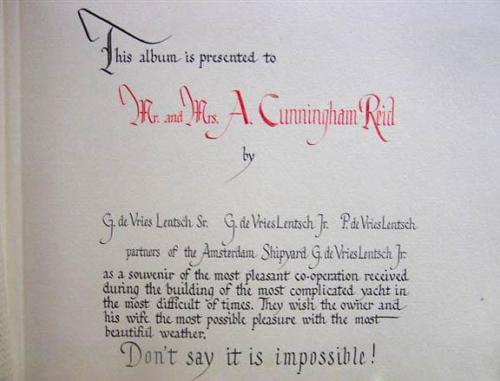 This album is presented to
Mr. and Mrs. A. Cunningham Reid
by
G. de Vries Lentsch Sr. G. de Vries Lentsch Jr. P. de Vries Lentsch
partners of the Amsterdam Shipyard G. de Vries Lentsch Jr.
as a souvenir of the most pleasant co-operation received
during the building of the most complicated yacht in
the most difficult of times. They wish the owner and
his wife the most possible pleasure with the most
beautiful weather.
Don't say it is impossible!